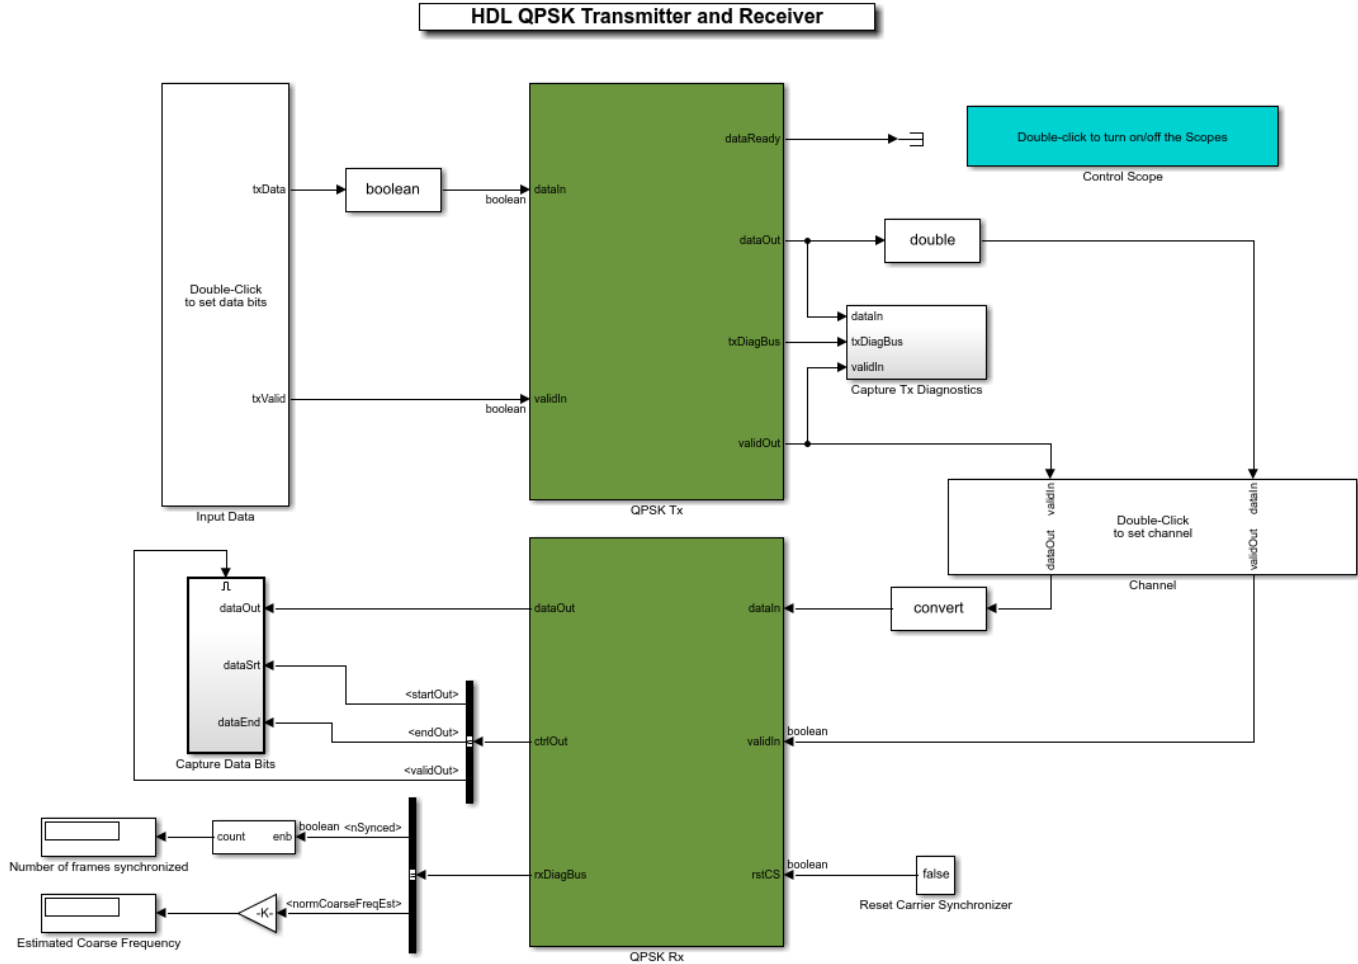 HDL QPSK Transmitter and Receiver
dataReady
Double-click to turn on/off the Scopes
Control Scope
txData
boolean
boolean
dataIn
dataOut
double
Double-Click
to set data bits
dataIn
txDiagBus
txDiagBus
validIn
Capture Tx Diagnostics
txValid
boolean
validIn
validOut
Input Data
QPSK Tx
validIn
dataIn
Double-Click
to set channel
dataOut
validOut
Channel
dataOut
dataOut
dataIn
convert
dataSrt
<startOut>
dataEnd
<endOut>
ctrlOut
validIn
boolean
<validOut>
Capture Data Bits
count
enb
boolean
<nSynced>
Number of frames synchronized
rxDiagBus
rstCS
boolean
false
Reset Carrier Synchronizer
-K-
<normCoarseFreqEst>
Estimated Coarse Frequency
QPSK Rx